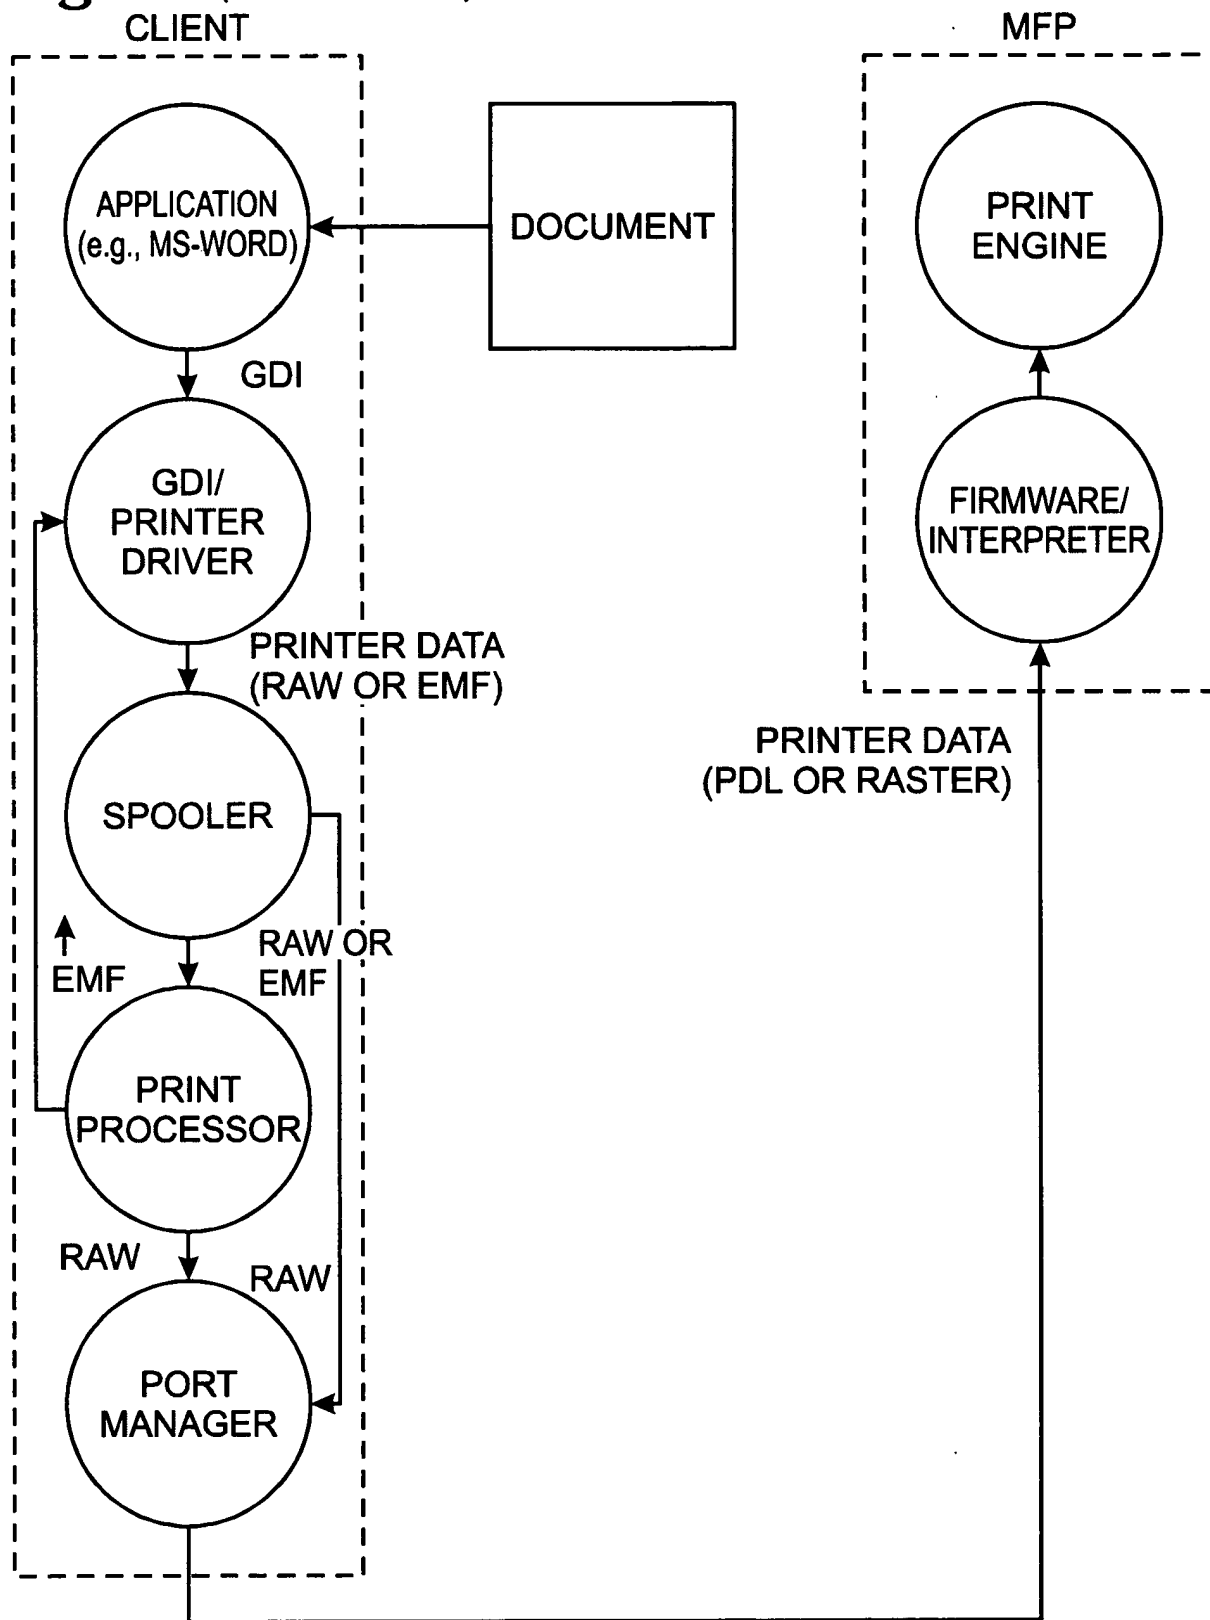 CLIENT
MFP
APPLICATION
(e.g., MS-WORD)
DOCUMENT
PRINT
ENGINE
GDI
GDI/
PRINTER
DRIVER
FIRMWARE/
INTERPRETER
PRINTER DATA
(RAW OR EMF)
PRINTER DATA
(PDL OR RASTER)
SPOOLER
RAW OR
EMF
EMF
PRINT
PROCESSOR
RAW
RAW
PORT
MANAGER